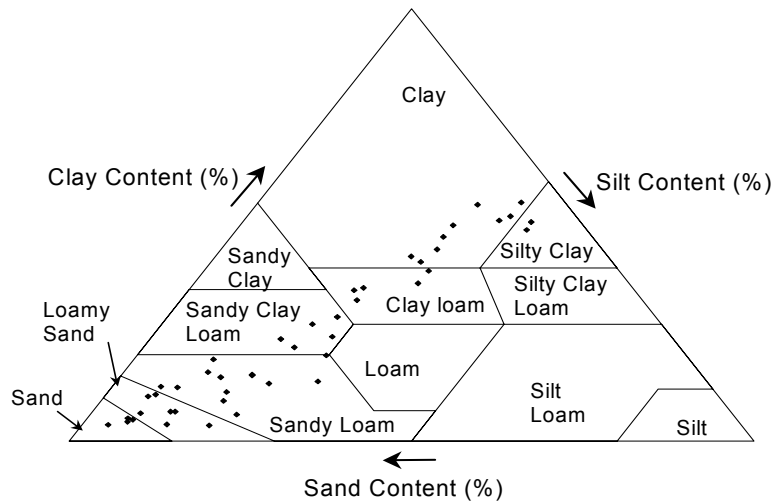 Clay
Clay Content (%)
Silt Content (%)
Sandy
Clay
Silty Clay
Sandy Clay
Loam
Clay loam
Silty Clay
Loam
Loamy
Sand
Loam
Silt
Loam
Sand
Sandy Loam
Silt
Sand Content (%)